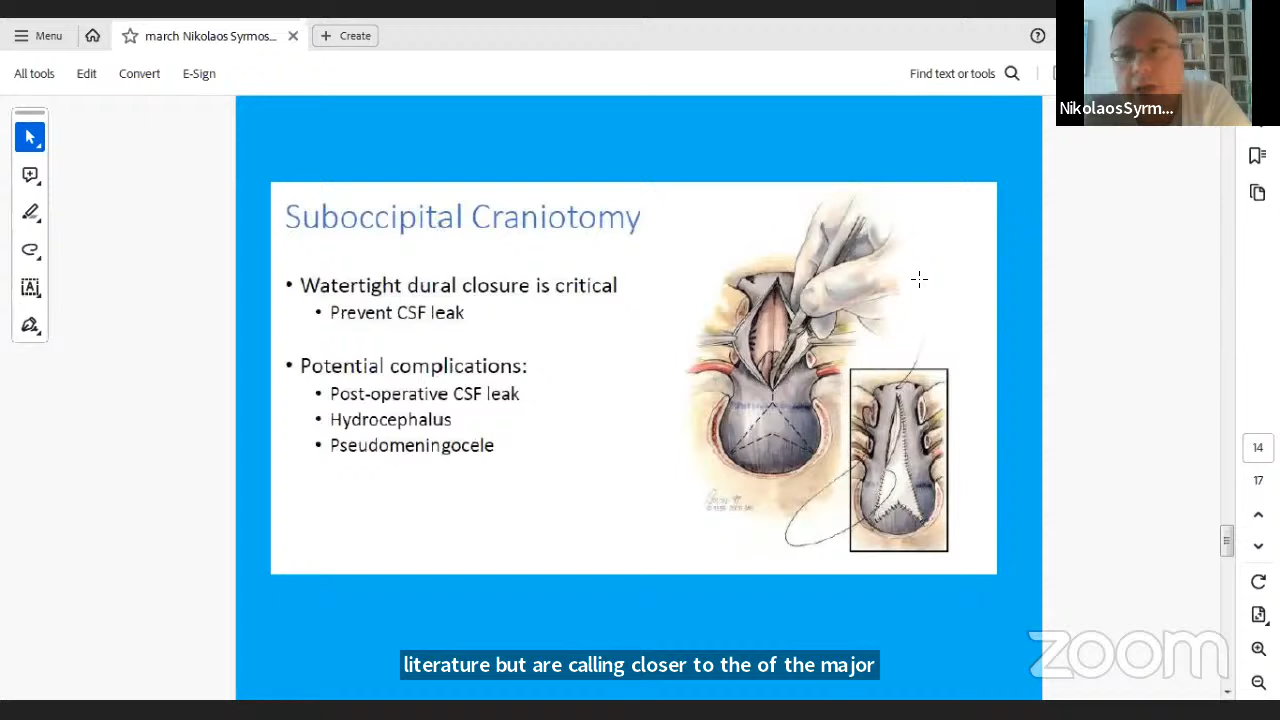 Menu
march Nikolaos Syrmos...
Create
All tools
Edit
Convert
E-Sign
Find text or tools
NikolaosSyrm...
Suboccipital Craniotomy
• Watertight dural closure is critical
• Prevent CSF leak
• Potential complications:
• Post-operative CSF leak
• Hydrocephalus
• Pseudomeningocele
14
17
literature but are calling closer to the of the major
zoom